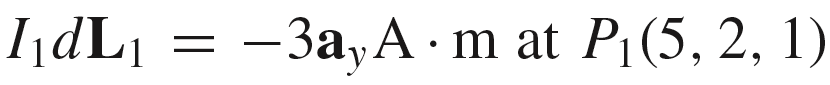 I₁dL₁ = −3a_y A · m at P₁(5, 2, 1)